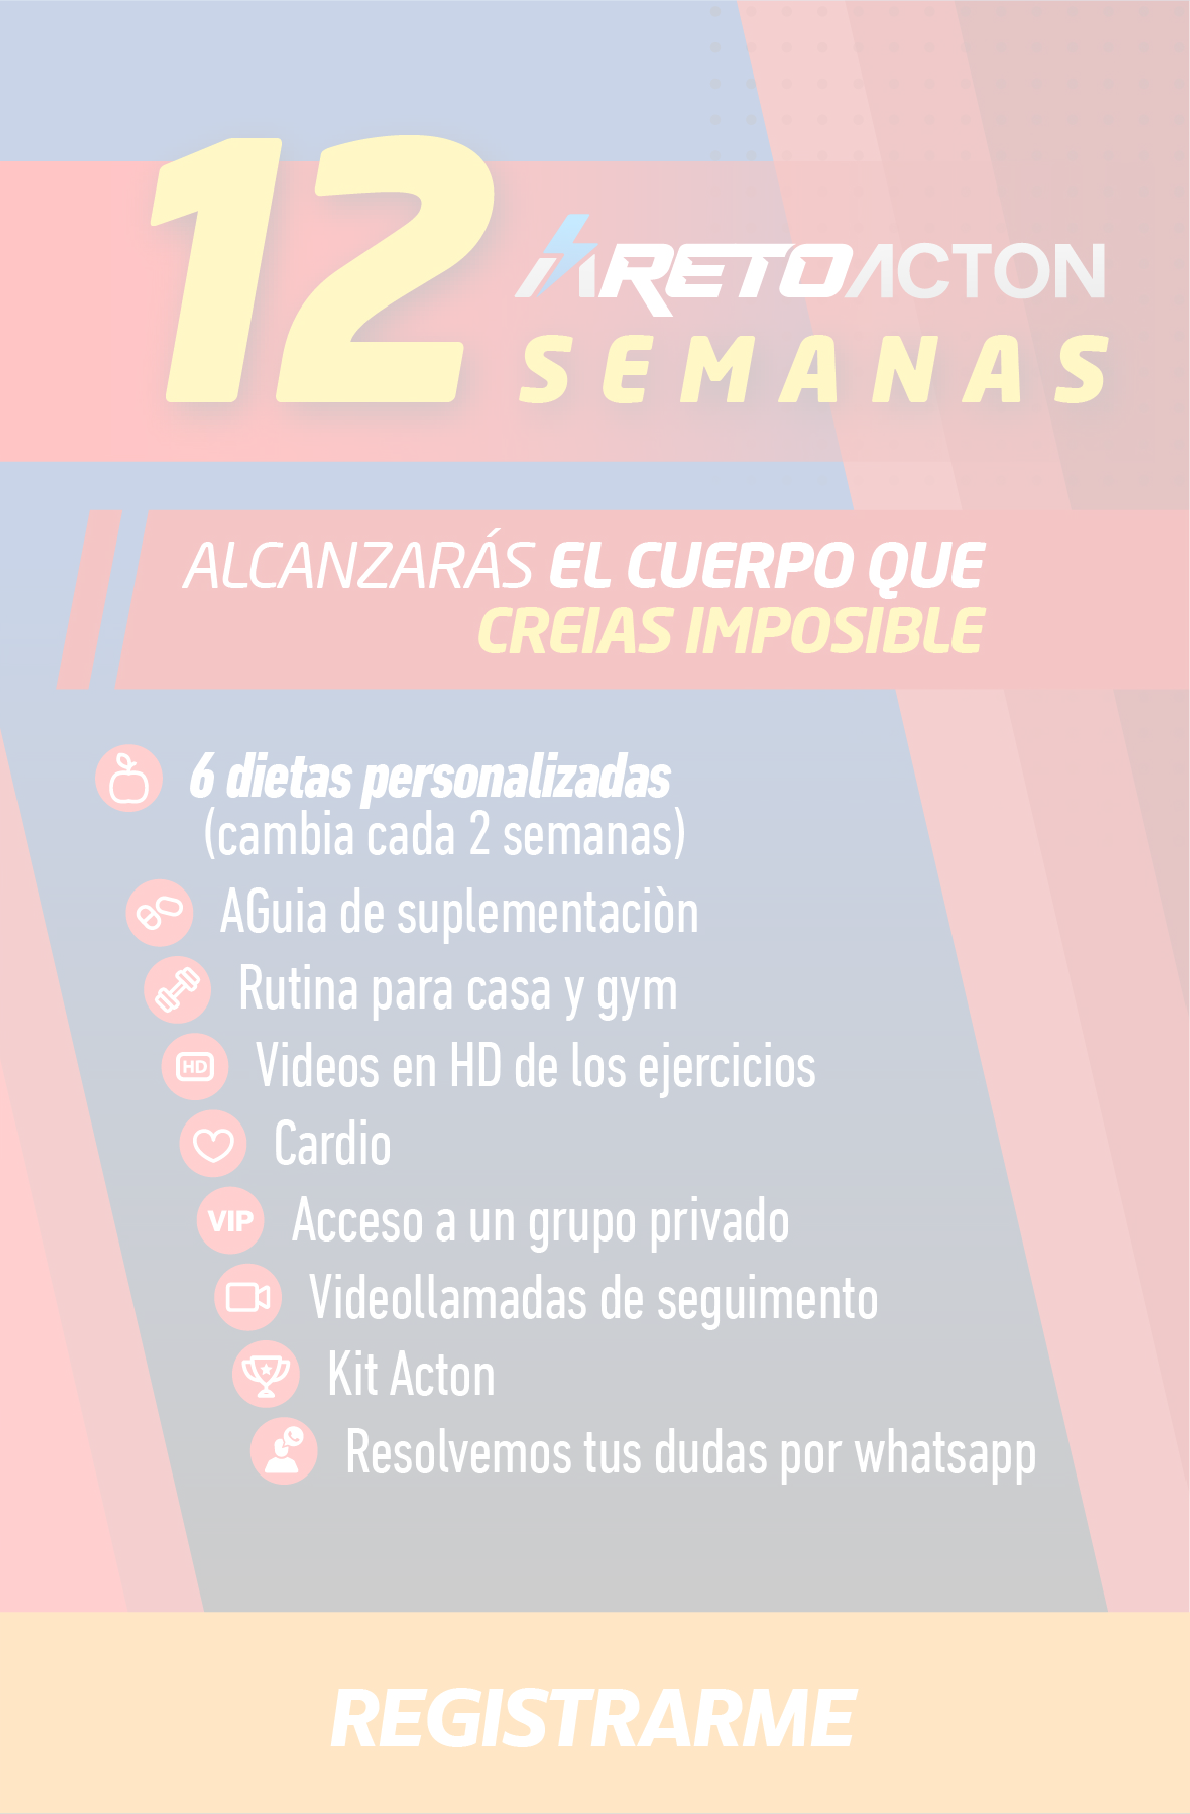 12
RETOACTON
SEMANAS
ALCANZARÁS EL CUERPO QUE
CREIAS IMPOSIBLE
6 dietas personalizadas
(cambia cada 2 semanas)
AGuia de suplementaciòn
Rutina para casa y gym
HD Videos en HD de los ejercicios
Cardio
VIP Acceso a un grupo privado
Videollamadas de seguimento
Kit Acton
Resolvemos tus dudas por whatsapp
REGISTRARME